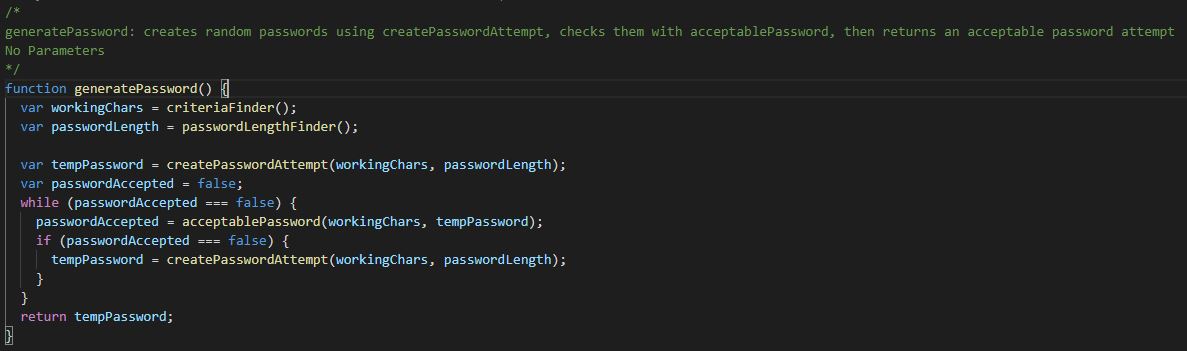 /*
generatePassword: creates random passwords using createPasswordAttempt, checks them with acceptablePassword, then returns an acceptable password attempt
No Parameters
*/
function generatePassword() {
  var workingChars = criteriaFinder();
  var passwordLength = passwordLengthFinder();

  var tempPassword = createPasswordAttempt(workingChars, passwordLength);
  var passwordAccepted = false;
  while (passwordAccepted === false) {
    passwordAccepted = acceptablePassword(workingChars, tempPassword);
    if (passwordAccepted === false) {
      tempPassword = createPasswordAttempt(workingChars, passwordLength);
    }
  }
  return tempPassword;
}